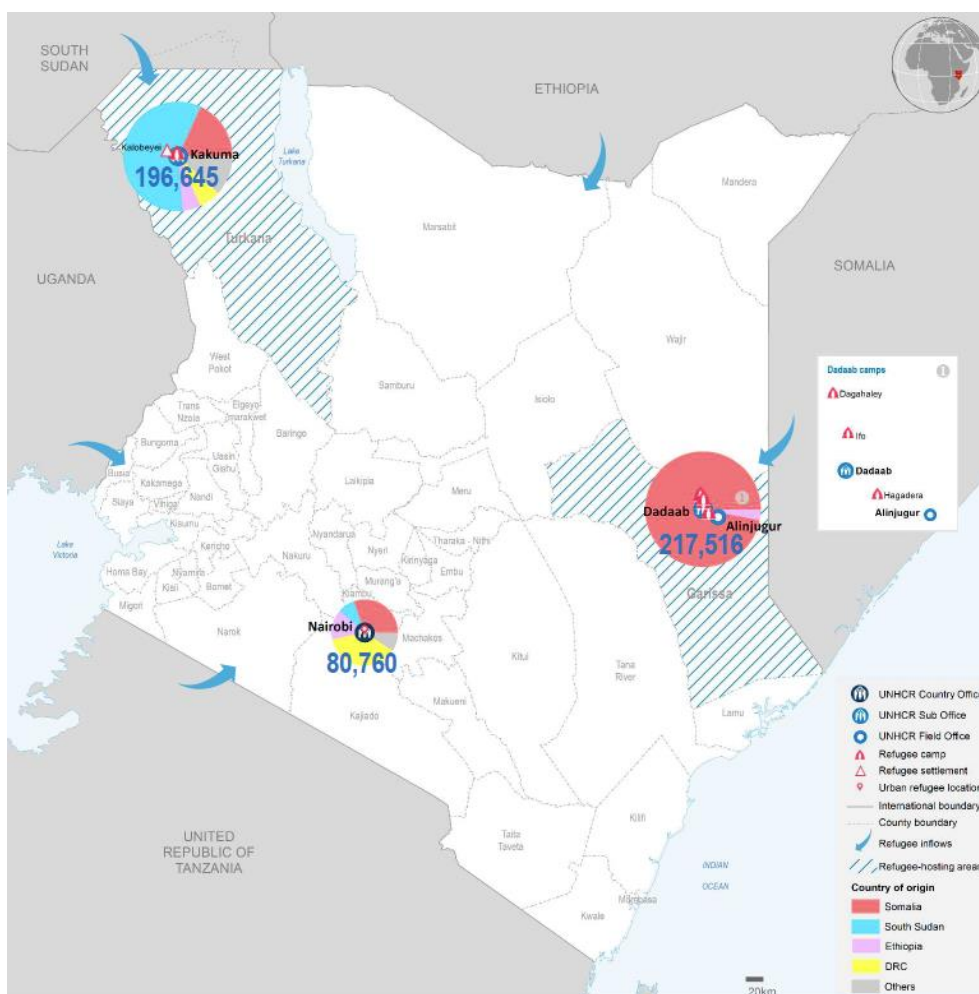 SOUTH
SUDAN
ETHIOPIA
Kalobeyei
Kakuma
196,645
Lake
Turkana
Mandera
Marsabit
Turkana
SOMALIA
UGANDA
Wajir
West
Pokot
Samburu
Isiolo
Trans
Nzoia
Elgeyo-
marakwet
Baringo
Bungoma
Uasin
Gishu
Busia
Kakamega
Laikipia
Meru
Siaya
Vihiga
Nandi
Kisumu
Nyandarua
Tharaka - Nithi
Lake
Victoria
Kericho
Nakuru
Nyeri
Kirinyaga
Embu
Homa Bay
Nyamira
Murang'a
Kisii
Bomet
Kiambu
Migori
Narok
Nairobi
Machakos
80,760
Kitui
Tana
River
Makueni
Kajiado
Dadaab
Alinjugur
217,516
Garissa
Lamu
Dadaab camps
Dagahaley
Ifo
Dadaab
Hagadera
Alinjugur
UNITED
REPUBLIC OF
TANZANIA
Taita
Taveta
Kilifi
Mombasa
Kwale
INDIAN
OCEAN
UNHCR Country Office
UNHCR Sub Office
UNHCR Field Office
Refugee camp
Refugee settlement
Urban refugee location
International boundary
County boundary
Refugee inflows
Refugee-hosting area
Country of origin
Somalia
South Sudan
Ethiopia
DRC
Others
20km